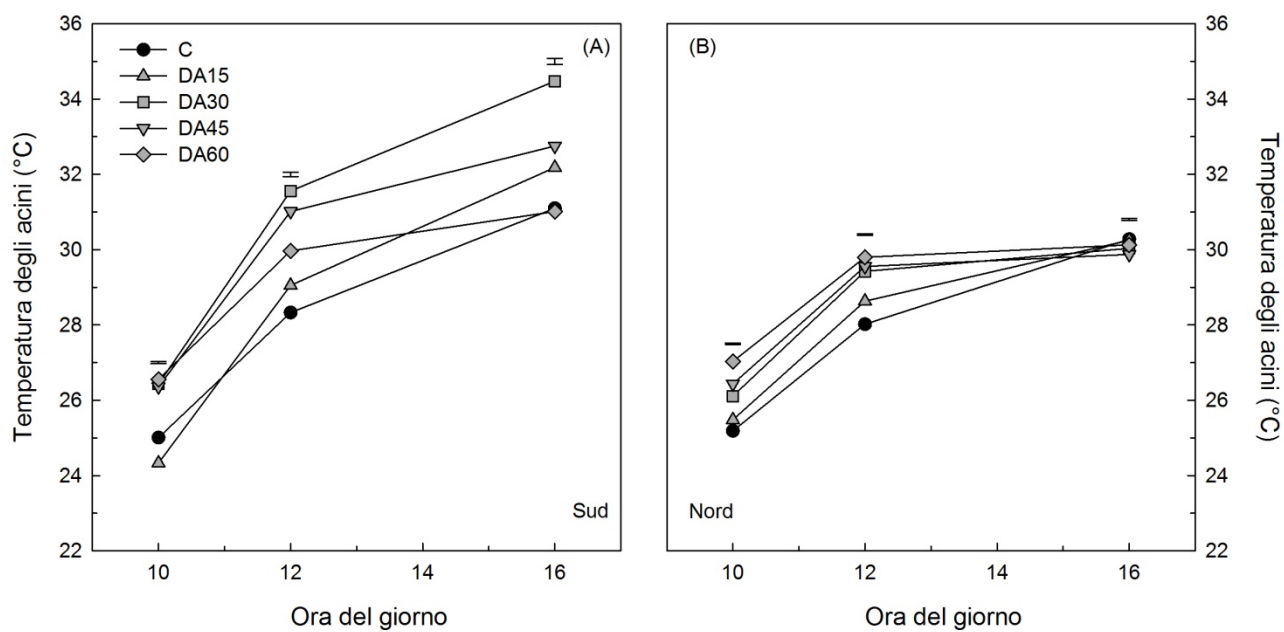 36
34
32
30
28
26
24
22
Temperatura degli acini (°C)
C
DA15
DA30
DA45
DA60
(A)
Sud
10
12
14
16
Ora del giorno
(B)
Nord
10
12
14
16
Ora del giorno
36
34
32
30
28
26
24
22
Temperatura degli acini (°C)